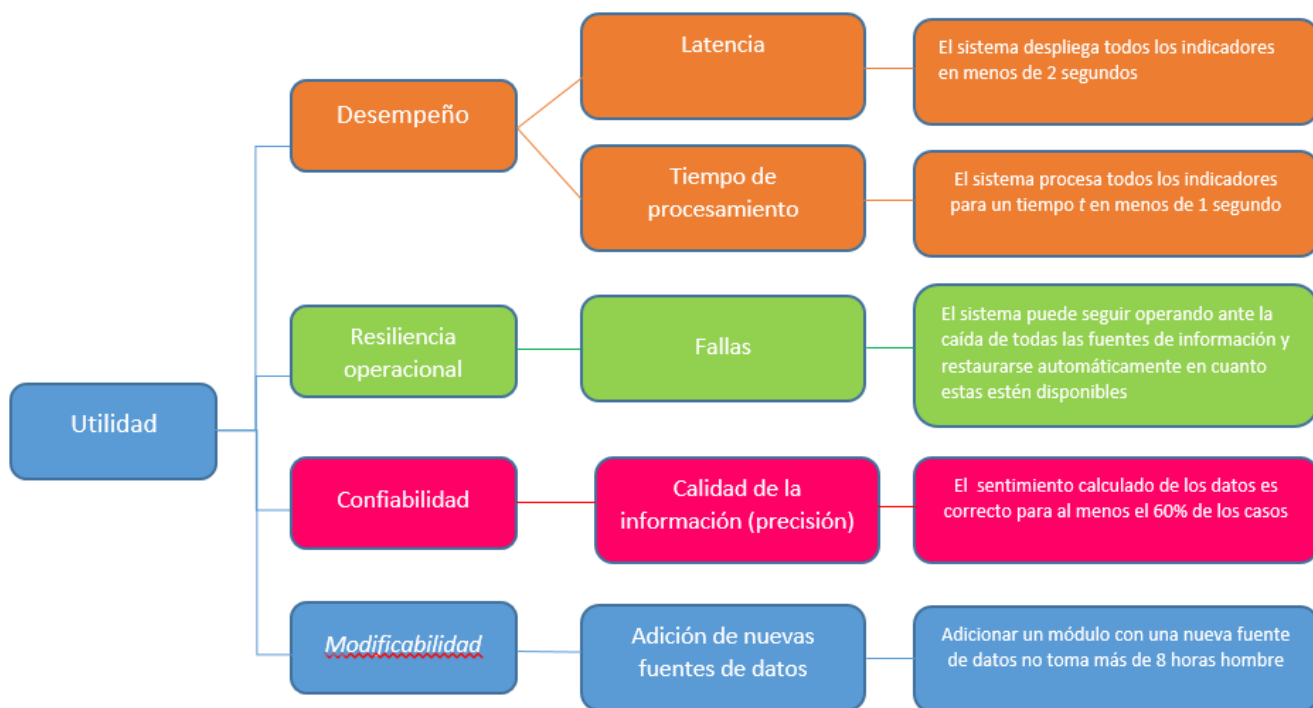 Utilidad
Desempeño
Latencia
El sistema despliega todos los indicadores
en menos de 2 segundos
Tiempo de
procesamiento
El sistema procesa todos los indicadores
para un tiempo t en menos de 1 segundo
Resiliencia
operacional
Fallas
El sistema puede seguir operando ante la
caída de todas las fuentes de información y
restaurarse automáticamente en cuanto
estas estén disponibles
Confiabilidad
Calidad de la
información (precisión)
El sentimiento calculado de los datos es
correcto para al menos el 60% de los casos
Modificabilidad
Adición de nuevas
fuentes de datos
Adicionar un módulo con una nueva fuente
de datos no toma más de 8 horas hombre